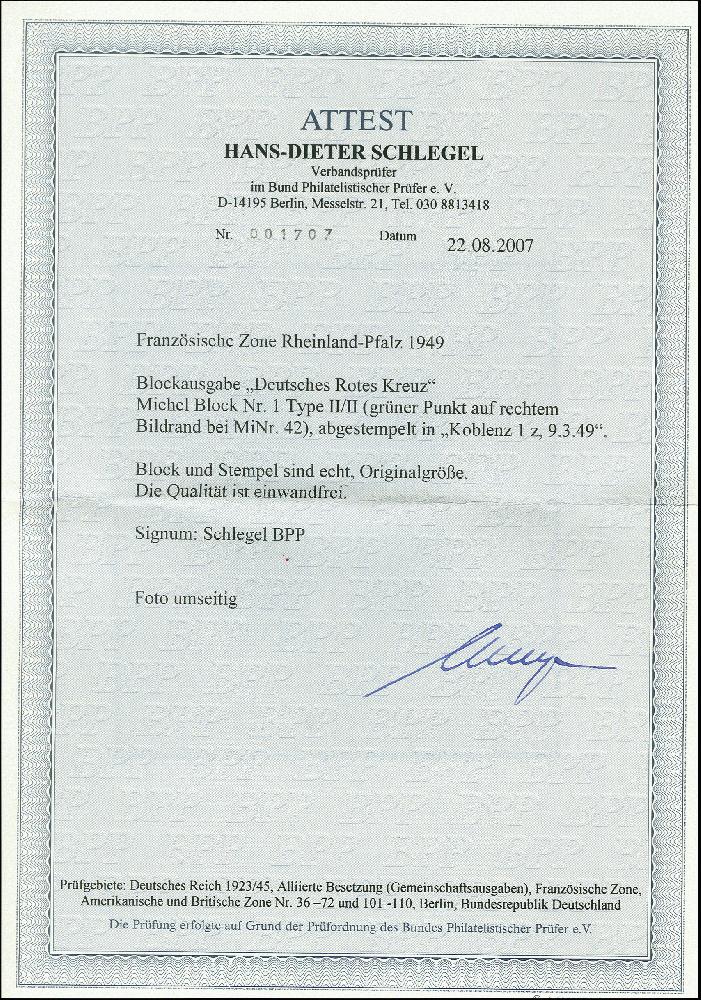 ATTEST
HANS-DIETER SCHLEGEL
Verbandsprüfer
im Bund Philatelistischer Prüfer e. V.
D-14195 Berlin, Messelstr. 21, Tel. 030 8813418
Nr. 001707 Datum 22.08.2007
Französische Zone Rheinland-Pfalz 1949
Blockausgabe „Deutsches Rotes Kreuz“
Michel Block Nr. 1 Type II/II (grüner Punkt auf rechtem
Bildrand bei MiNr. 42), abgestempelt in „Koblenz 1 z, 9.3.49“.
Block und Stempel sind echt, Originalgröße.
Die Qualität ist einwandfrei.
Signum: Schlegel BPP
Foto umseitig
Prüfgebiete: Deutsches Reich 1923/45, Alliierte Besetzung (Gemeinschaftsausgaben), Französische Zone,
Amerikanische und Britische Zone Nr. 36–72 und 101-110, Berlin, Bundesrepublik Deutschland
Die Prüfung erfolgte auf Grund der Prüfordnung des Bundes Philatelistischer Prüfer e.V.